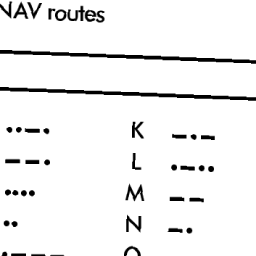 NAV routes
••—• K —•—
——• L •—••
•••• M ——
•• N —•
•——— O